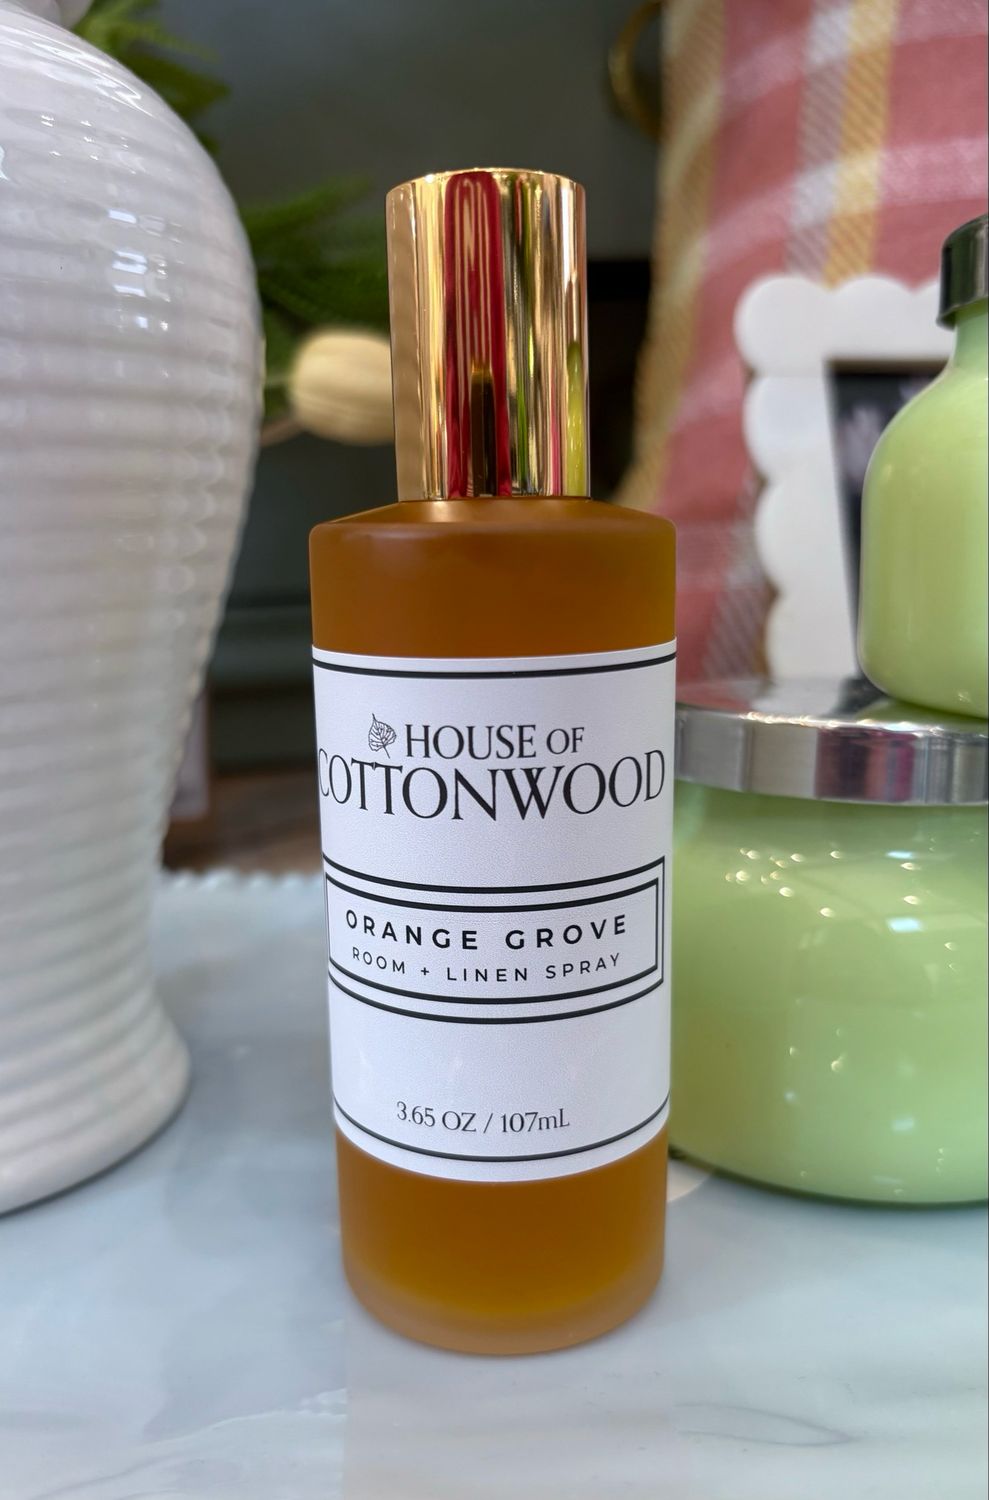 HOUSE OF
COTTONWOOD
ORANGE GROVE
ROOM + LINEN SPRAY
3.65 OZ / 107mL